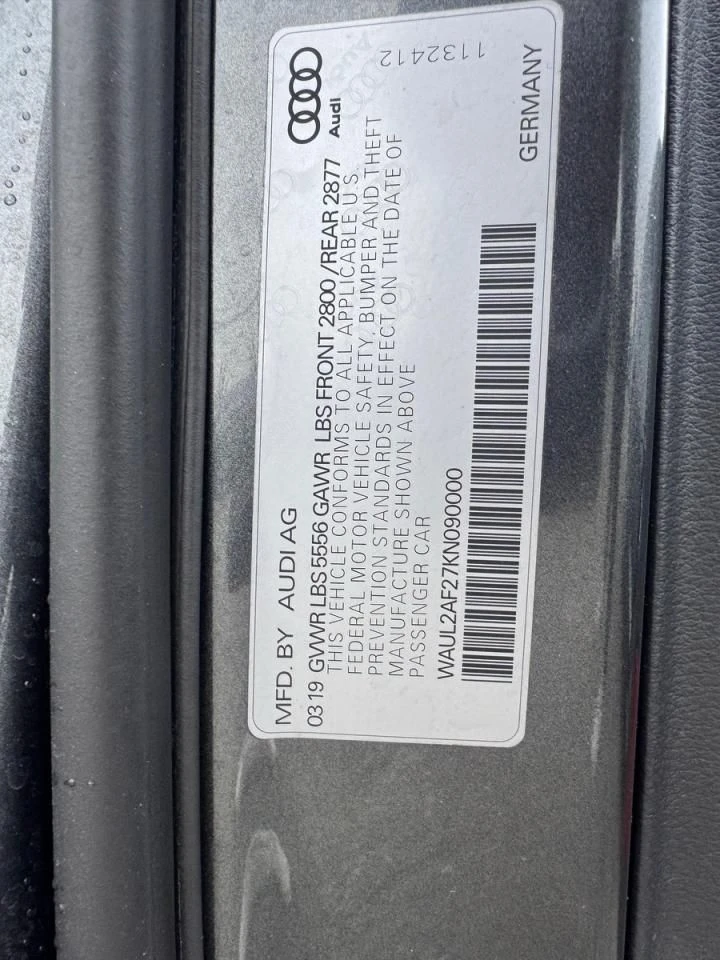 MFD. BY AUDI AG
Audi
03 19 GVWR LBS 5556 GAWR LBS FRONT 2800 /REAR 2877
THIS VEHICLE CONFORMS TO ALL APPLICABLE U.S.
FEDERAL MOTOR VEHICLE SAFETY, BUMPER AND THEFT
PREVENTION STANDARDS IN EFFECT ON THE DATE OF
MANUFACTURE SHOWN ABOVE
PASSENGER CAR
1132412
WAUL2AF27KN090000
GERMANY